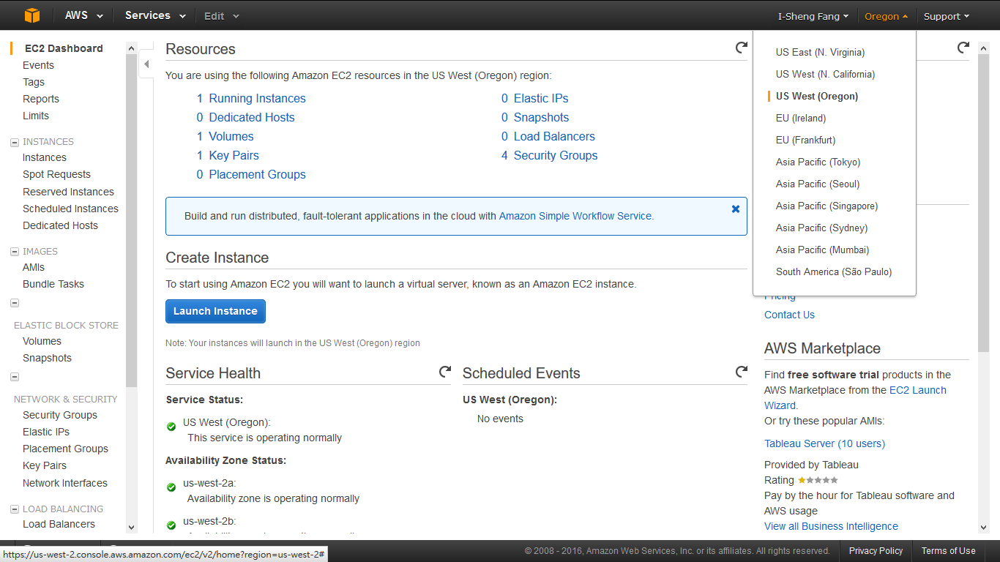 AWS Services Edit I-Sheng Fang Oregon Support
EC2 Dashboard
Events
Tags
Reports
Limits
INSTANCES
Instances
Spot Requests
Reserved Instances
Scheduled Instances
Dedicated Hosts
IMAGES
AMIs
Bundle Tasks
ELASTIC BLOCK STORE
Volumes
Snapshots
NETWORK & SECURITY
Security Groups
Elastic IPs
Placement Groups
Key Pairs
Network Interfaces
LOAD BALANCING
Load Balancers
Resources
You are using the following Amazon EC2 resources in the US West (Oregon) region:
1 Running Instances
0 Dedicated Hosts
1 Volumes
1 Key Pairs
0 Placement Groups
0 Elastic IPs
0 Snapshots
0 Load Balancers
4 Security Groups
Build and run distributed, fault-tolerant applications in the cloud with Amazon Simple Workflow Service.
Create Instance
To start using Amazon EC2 you will want to launch a virtual server, known as an Amazon EC2 instance.
Launch Instance
Note: Your instances will launch in the US West (Oregon) region
Service Health
Service Status:
US West (Oregon):
This service is operating normally
Availability Zone Status:
us-west-2a:
Availability zone is operating normally
us-west-2b:
Scheduled Events
US West (Oregon):
No events
US East (N. Virginia)
US West (N. California)
US West (Oregon)
EU (Ireland)
EU (Frankfurt)
Asia Pacific (Tokyo)
Asia Pacific (Seoul)
Asia Pacific (Singapore)
Asia Pacific (Sydney)
Asia Pacific (Mumbai)
South America (São Paulo)
Pricing
Contact Us
AWS Marketplace
Find free software trial products in the
AWS Marketplace from the EC2 Launch
Wizard.
Or try these popular AMIs:
Tableau Server (10 users)
Provided by Tableau
Rating
Pay by the hour for Tableau software and
AWS usage
View all Business Intelligence
https://us-west-2.console.aws.amazon.com/ec2/v2/home?region=us-west-2#
© 2008 - 2016, Amazon Web Services, Inc. or its affiliates. All rights reserved. Privacy Policy Terms of Use